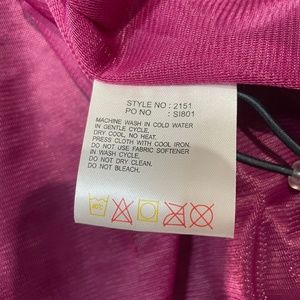 STYLE NO : 2151
PO NO : SI801
MACHINE WASH IN COLD WATER
IN GENTLE CYCLE.
DRY COOL, NO HEAT.
PRESS CLOTH WITH COOL IRON.
DO NOT USE FABRIC SOFTENER
IN WASH CYCLE.
DO NOT DRY CLEAN.
DO NOT BLEACH.